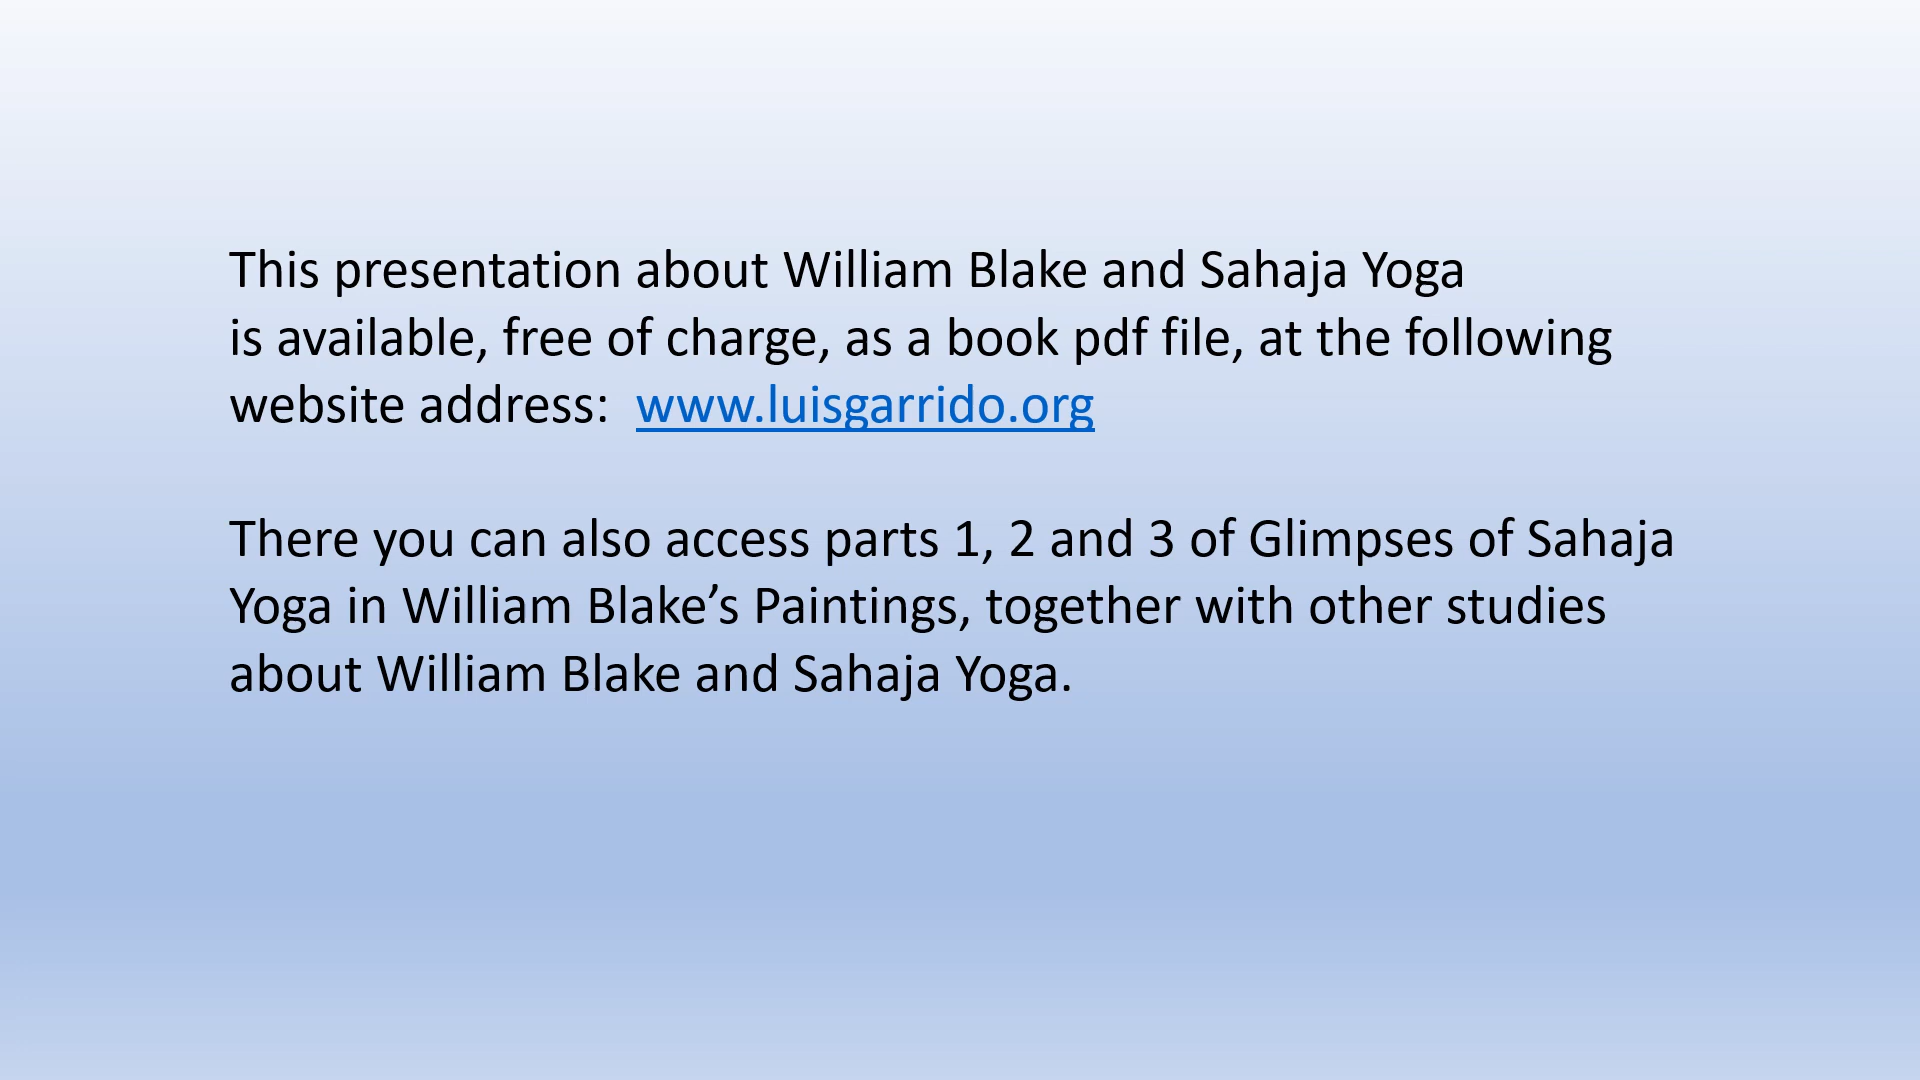 This presentation about William Blake and Sahaja Yoga
is available, free of charge, as a book pdf file, at the following
website address:  www.luisgarrido.org
There you can also access parts 1, 2 and 3 of Glimpses of Sahaja
Yoga in William Blake’s Paintings, together with other studies
about William Blake and Sahaja Yoga.